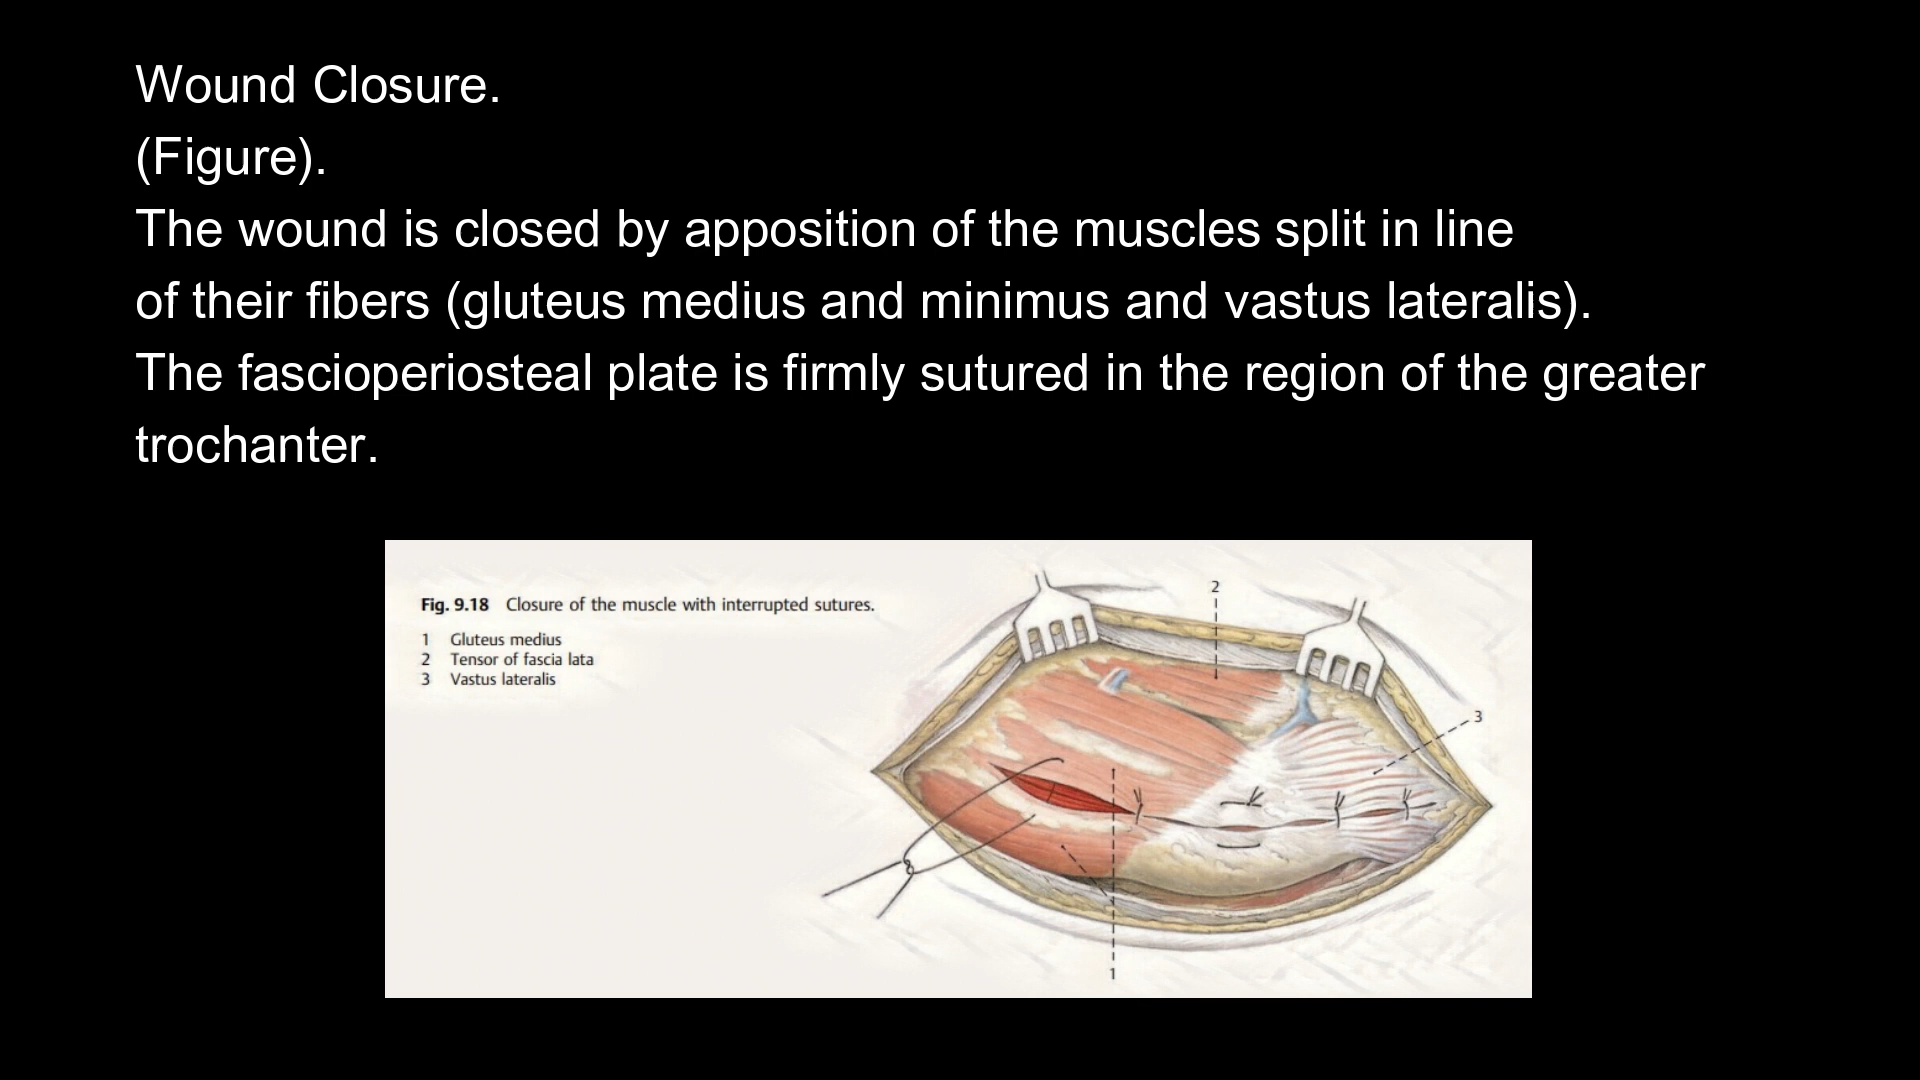 Wound Closure.
(Figure).
The wound is closed by apposition of the muscles split in line
of their fibers (gluteus medius and minimus and vastus lateralis).
The fascioperiosteal plate is firmly sutured in the region of the greater
trochanter.
Fig. 9.18 Closure of the muscle with interrupted sutures.
1 Gluteus medius
2 Tensor of fascia lata
3 Vastus lateralis
2
3
1